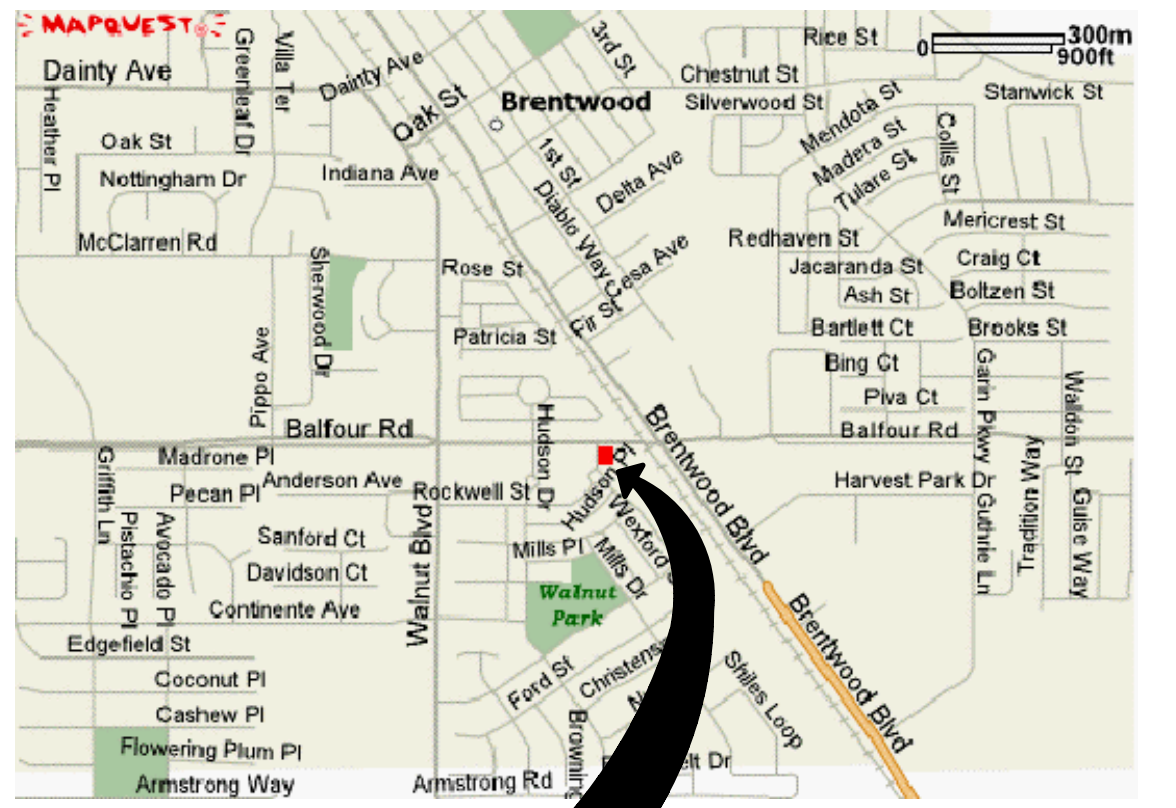 MAPQUEST
3rd St
Rice St
0
300m
900ft
Greenleaf Dr
Villa Ter
Dainty Ave
Dainty Ave
Chestnut St
Oak St
Brentwood
Silverwood St
Mendota St
Stanwick St
Heather Pl
Oak St
Madera St
Collis St
Indiana Ave
1st St
Tulare St
Nottingham Dr
Delta Ave
Diablo Way
McClarren Rd
Redhaven St
Mericrest St
Sherwood Dr
Rose St
Jacaranda St
Craig Ct
Ash St
Boltzen St
Fir St
Patricia St
Bartlett Ct
Brooks St
Pippo Ave
Bing Ct
Garin Pkwy
Waldon St
Piva Ct
Hudson Dr
Brentwood Blvd
Balfour Rd
Balfour Rd
Griffith Ln
Madrone Pl
Tradition Way
Pecan Pl
Anderson Ave
Rockwell St
Hudson
Pl
Harvest Park Dr
Guthrie Ln
Guise Way
Pistachio Pl
Avocado Pl
Sanford Ct
Walnut Blvd
Mills Pl
Wexford
Mills Dr
Davidson Ct
Walnut
Park
Continente Ave
Brentwood Blvd
Edgefield St
Ford St
Shiles Loop
Coconut Pl
Cashew Pl
Browning
Flowering Plum Pl
Armstrong Way
Armstrong Rd